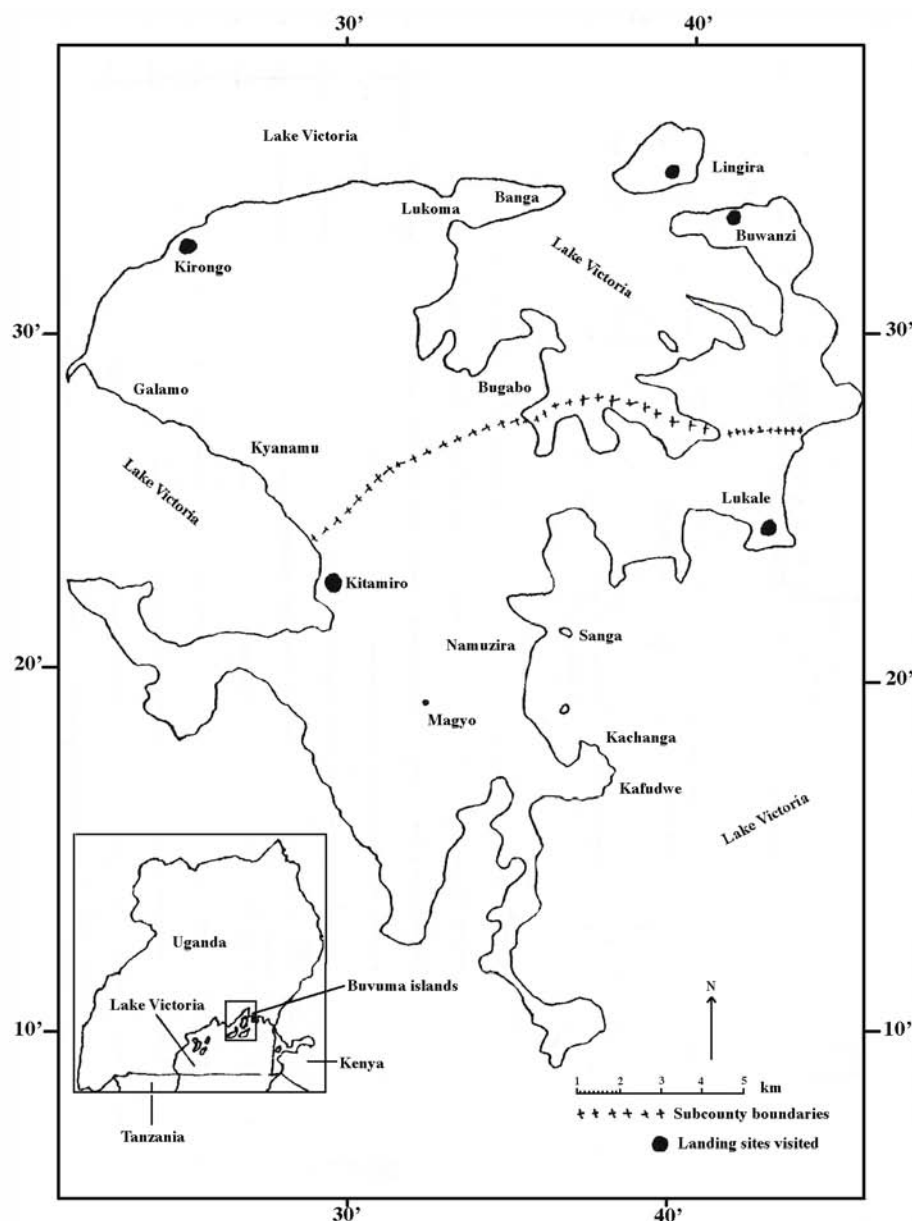 30’ 40’
Lake Victoria
Lingira
Banga
Lukoma
Buwanzi
Lake Victoria
Kirongo
30’ 30’
Galamo
Bugabo
Kyanamu
Lake Victoria
Lukale
Kitamiro
Namuzira
Sanga
20’ 20’
Magyo
Kachanga
Kafudwe
Lake Victoria
Uganda
Buvuma islands
Lake Victoria
N
10’ 10’
Kenya
1 2 3 4 5 km
Subcounty boundaries
Tanzania
Landing sites visited
30’ 40’